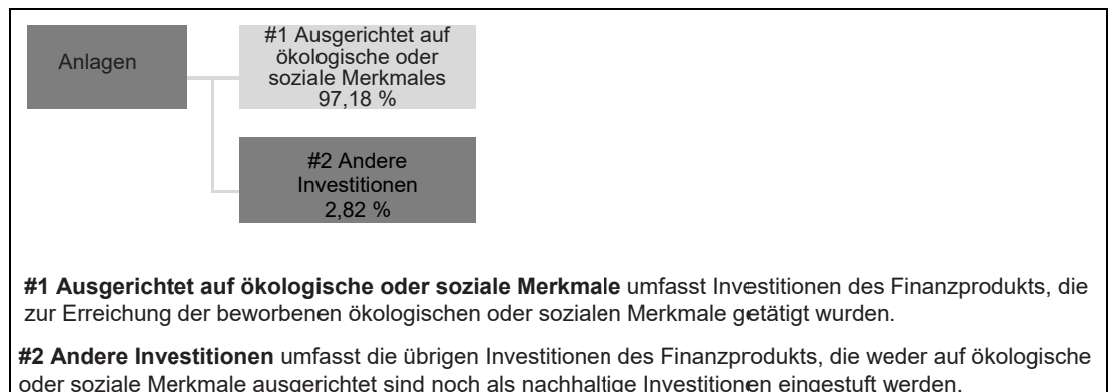 Anlagen
#1 Ausgerichtet auf
ökologische oder
soziale Merkmales
97,18 %
#2 Andere
Investitionen
2,82 %
#1 Ausgerichtet auf ökologische oder soziale Merkmale umfasst Investitionen des Finanzprodukts, die
zur Erreichung der beworbenen ökologischen oder sozialen Merkmale getätigt wurden.
#2 Andere Investitionen umfasst die übrigen Investitionen des Finanzprodukts, die weder auf ökologische
oder soziale Merkmale ausgerichtet sind noch als nachhaltige Investitionen eingestuft werden.